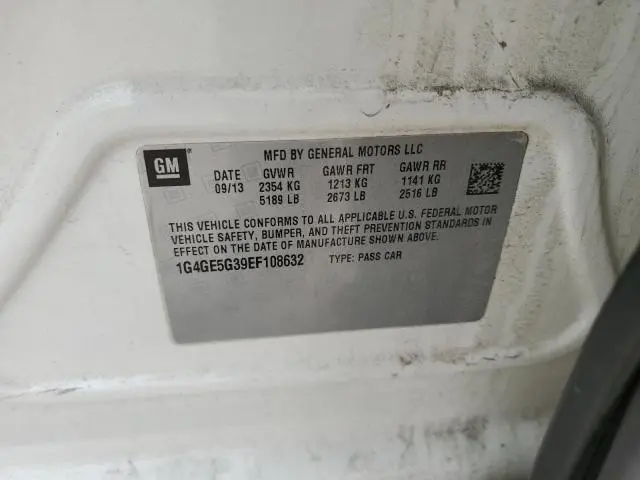 GM
MFD BY GENERAL MOTORS LLC
DATE GVWR GAWR FRT GAWR RR
09/13 2354 KG 1213 KG 1141 KG
5189 LB 2673 LB 2516 LB
THIS VEHICLE CONFORMS TO ALL APPLICABLE U.S. FEDERAL MOTOR
VEHICLE SAFETY, BUMPER, AND THEFT PREVENTION STANDARDS IN
EFFECT ON THE DATE OF MANUFACTURE SHOWN ABOVE.
1G4GE5G39EF108632 TYPE: PASS CAR